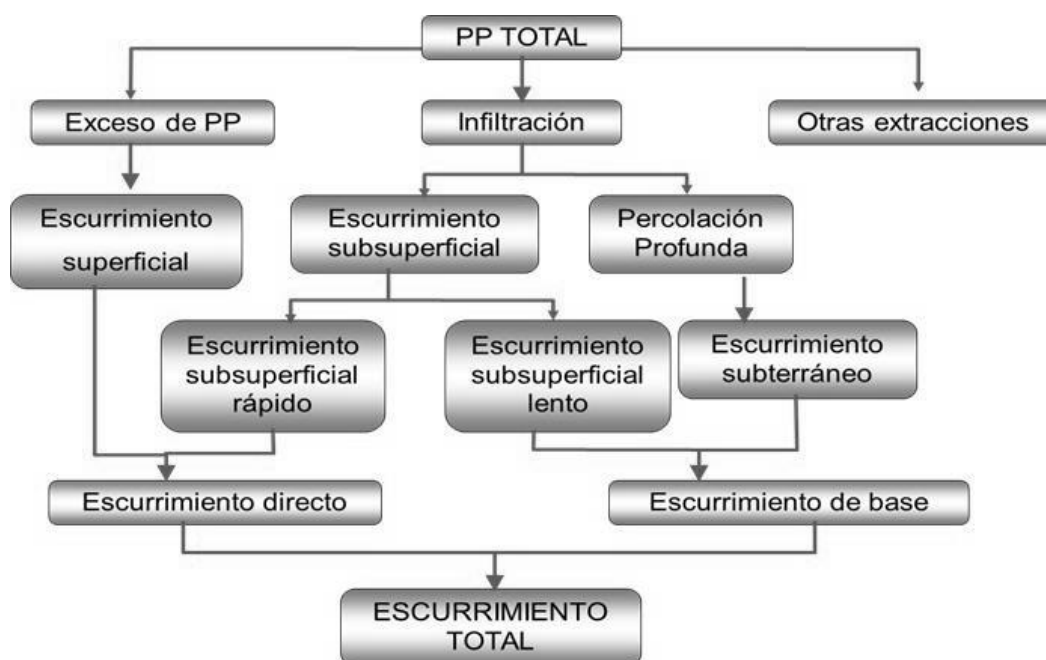 PP TOTAL
Exceso de PP
Infiltración
Otras extracciones
Escurrimiento
superficial
Escurrimiento
subsuperficial
Percolación
Profunda
Escurrimiento
subsuperficial
rápido
Escurrimiento
subsuperficial
lento
Escurrimiento
subterráneo
Escurrimiento directo
Escurrimiento de base
ESCURRIMIENTO
TOTAL